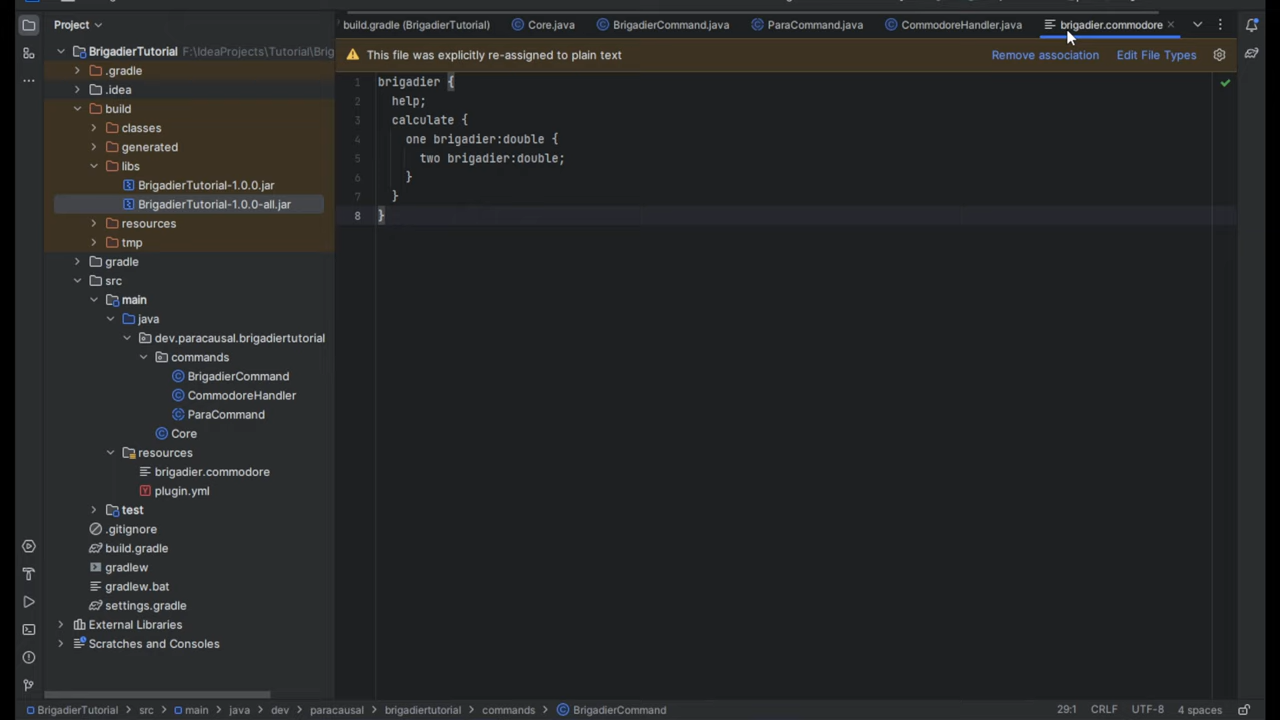 Project
build.gradle (BrigadierTutorial)
Core.java
BrigadierCommand.java
ParaCommand.java
CommodoreHandler.java
brigadier.commodore
BrigadierTutorial F:\IdeaProjects\Tutorial\Brig
This file was explicitly re-assigned to plain text
Remove association
Edit File Types
.gradle
.idea
build
classes
generated
libs
BrigadierTutorial-1.0.0.jar
BrigadierTutorial-1.0.0-all.jar
resources
tmp
gradle
src
main
java
dev.paracausal.brigadiertutorial
commands
BrigadierCommand
CommodoreHandler
ParaCommand
Core
resources
brigadier.commodore
plugin.yml
test
.gitignore
build.gradle
gradlew
gradlew.bat
settings.gradle
External Libraries
Scratches and Consoles
1 brigadier {
2 help;
3 calculate {
4 one brigadier:double {
5 two brigadier:double;
6 }
7 }
8 }
BrigadierTutorial > src > main > java > dev > paracausal > brigadiertutorial > commands > BrigadierCommand
29:1 CRLF UTF-8 4 spaces